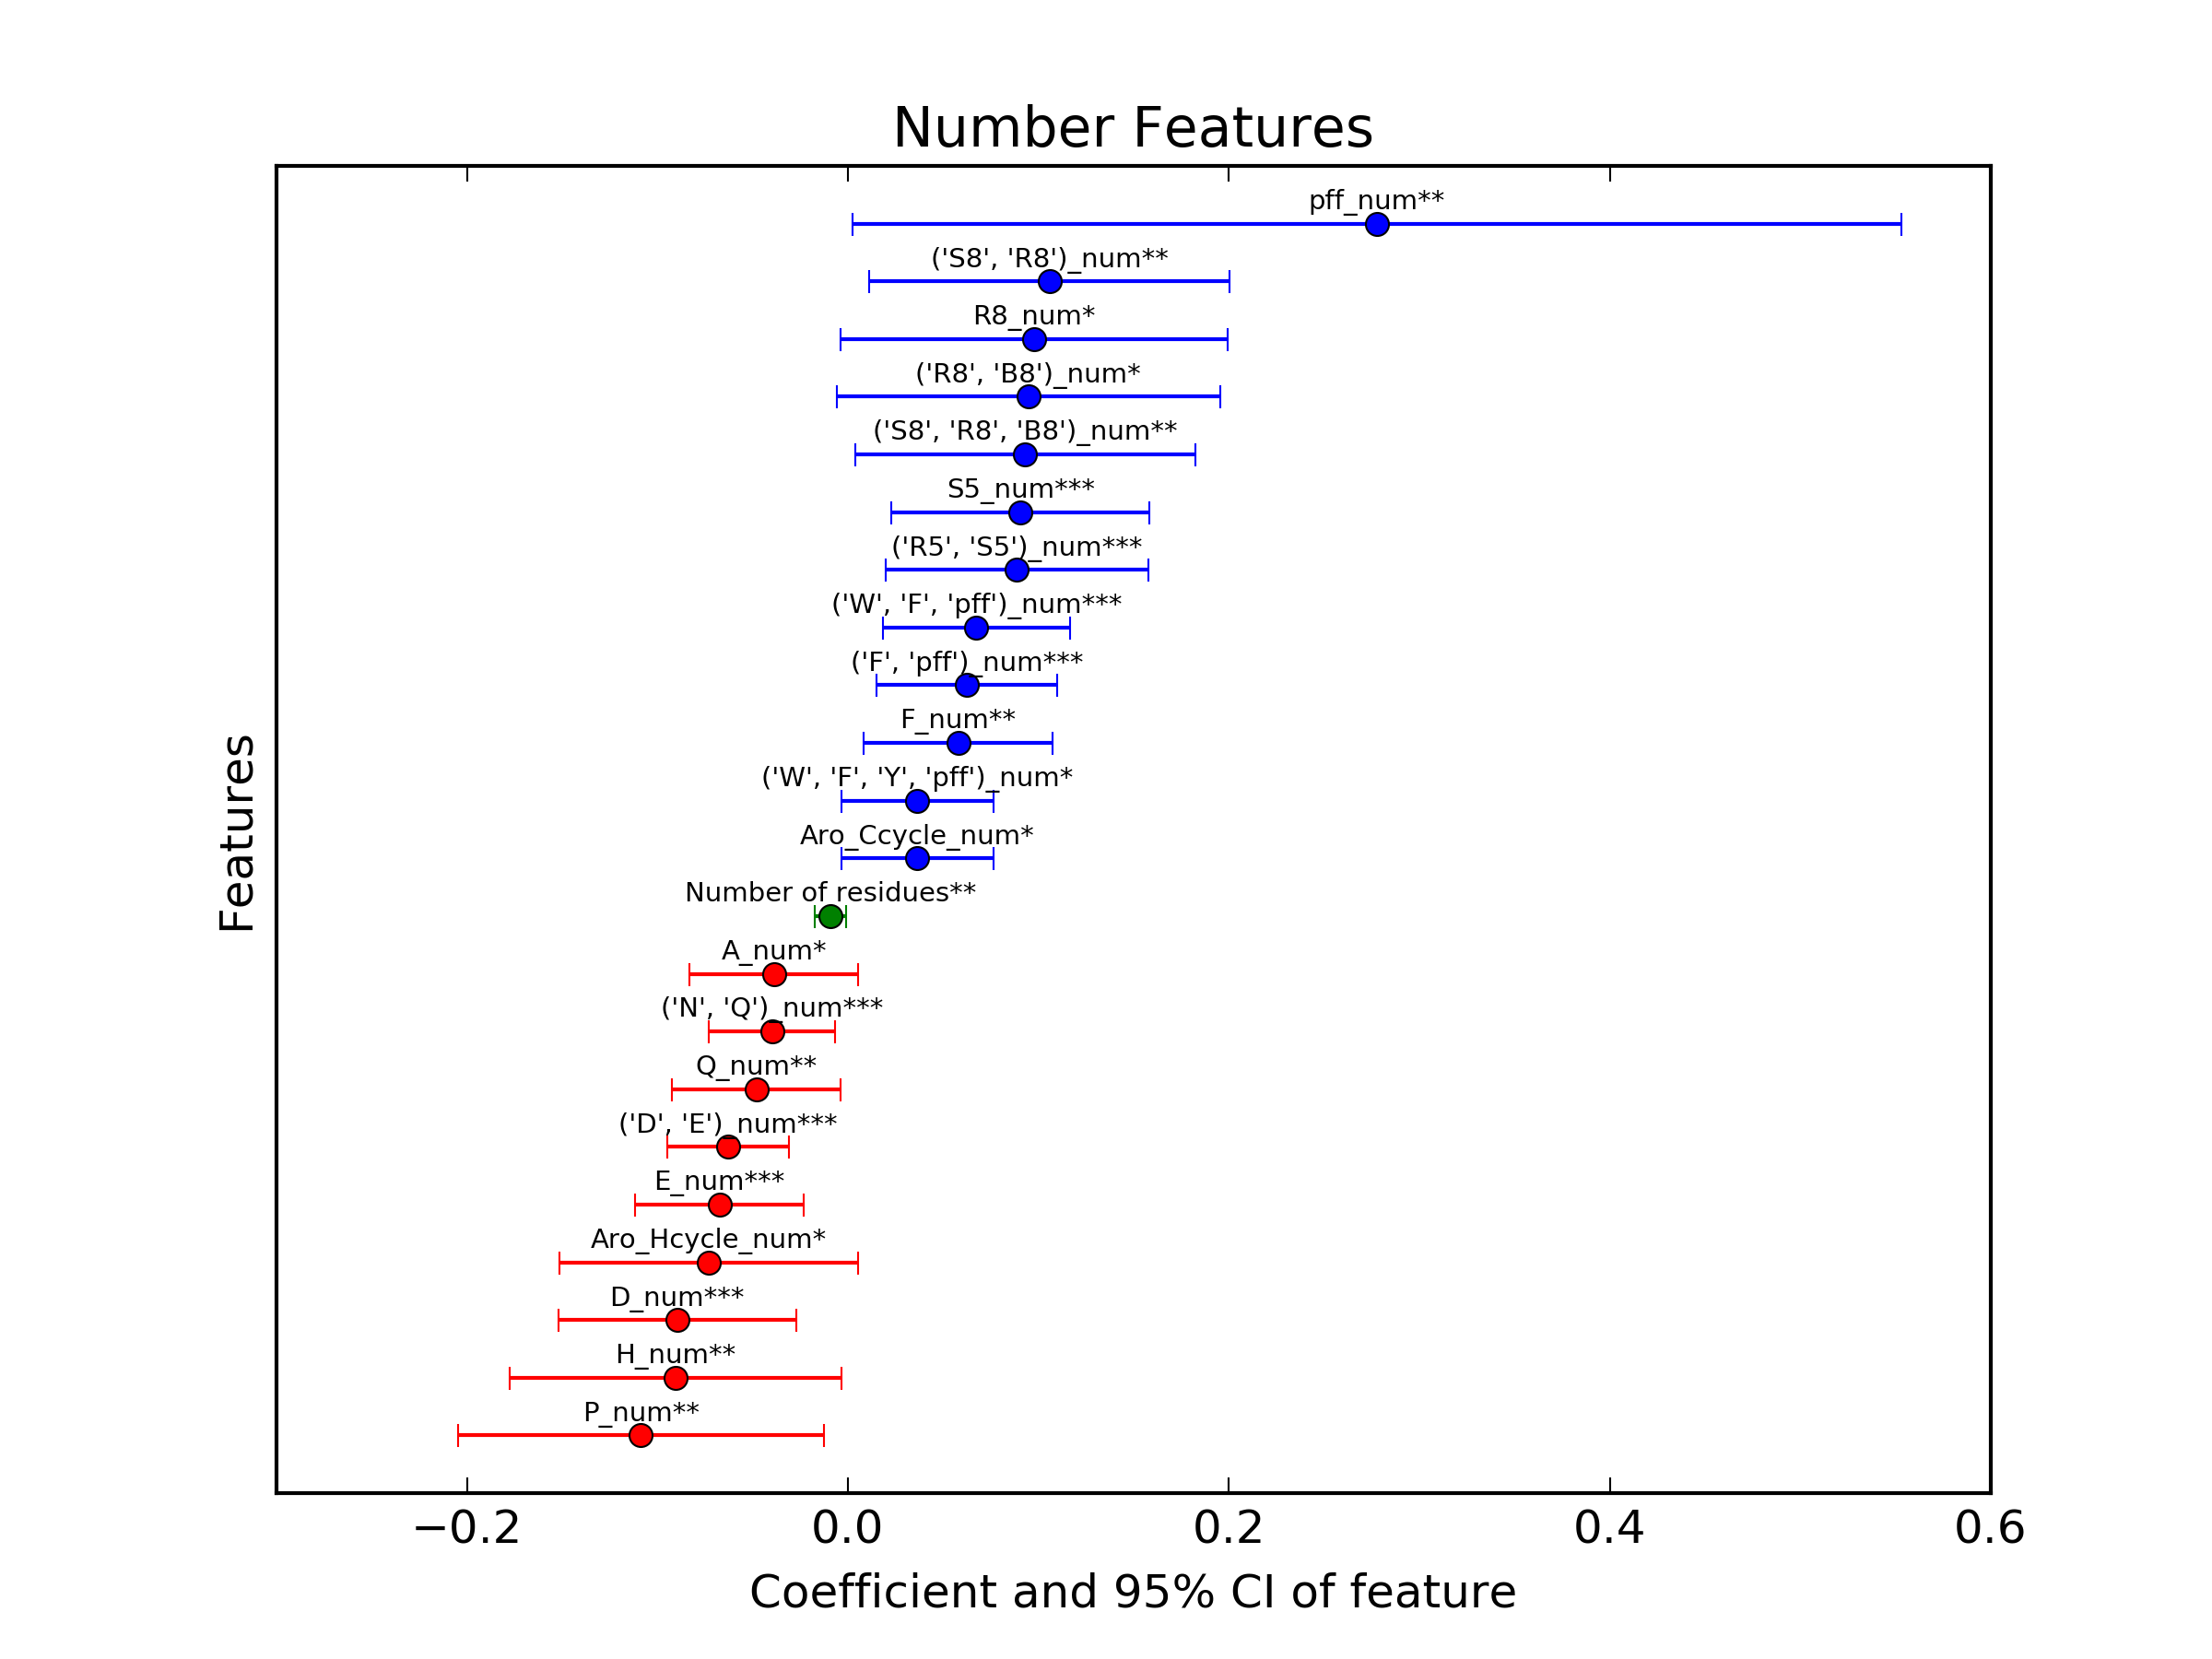 Number Features
pff_num**
('S8', 'R8')_num**
R8_num*
('R8', 'B8')_num*
('S8', 'R8', 'B8')_num**
S5_num***
('R5', 'S5')_num***
('W', 'F', 'pff')_num***
('F', 'pff')_num***
F_num**
('W', 'F', 'Y', 'pff')_num*
Aro_Ccycle_num*
Number of residues**
A_num*
('N', 'Q')_num***
Q_num**
('D', 'E')_num***
E_num***
Aro_Hcycle_num*
D_num***
H_num**
P_num**
Features
−0.2 0.0 0.2 0.4 0.6
Coefficient and 95% CI of feature